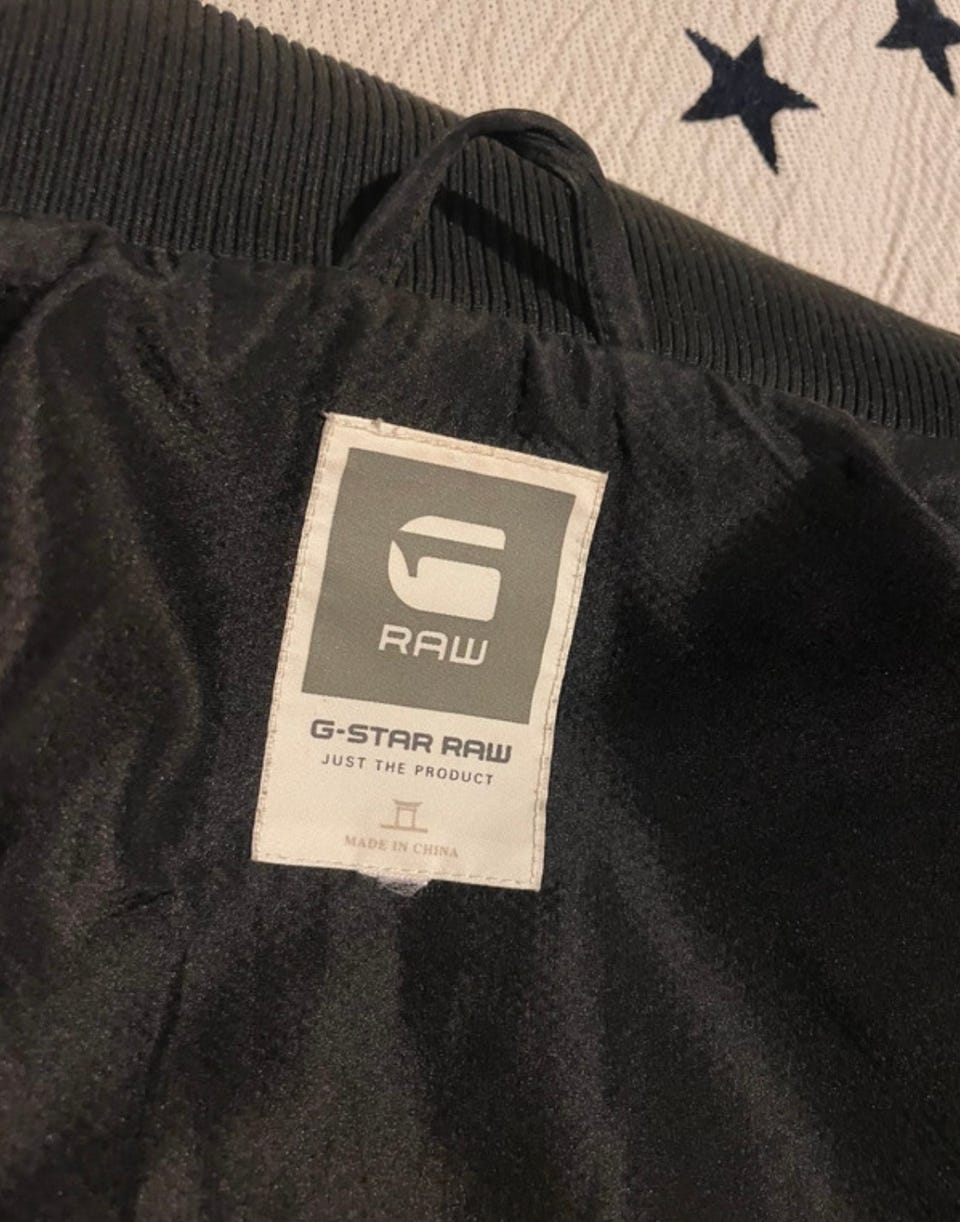 RAW
G-STAR RAW
JUST THE PRODUCT
MADE IN CHINA